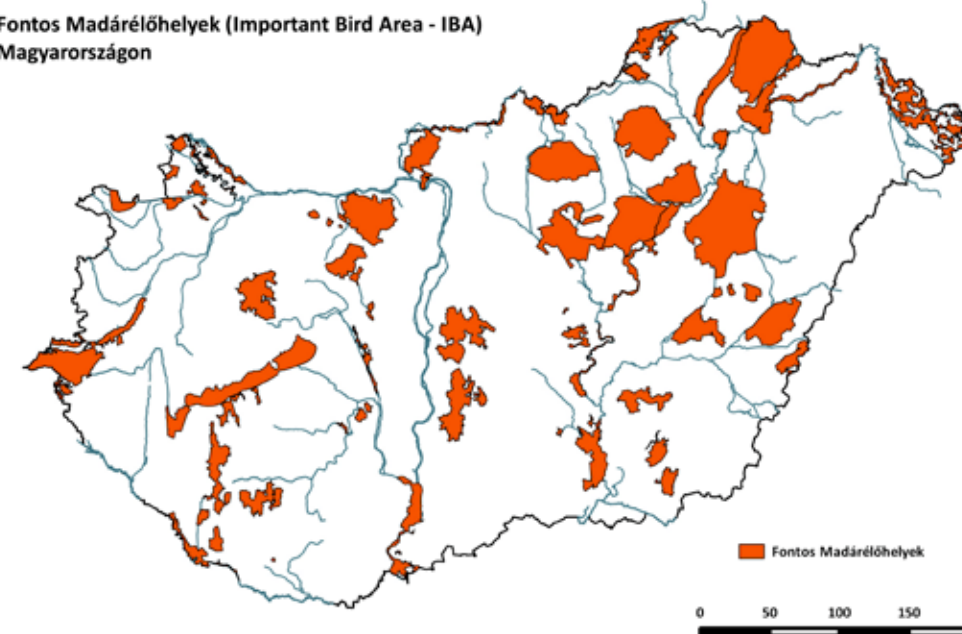 Fontos Madárélőhelyek (Important Bird Area - IBA)
Magyarországon
Fontos Madárélőhelyek
0 50 100 150